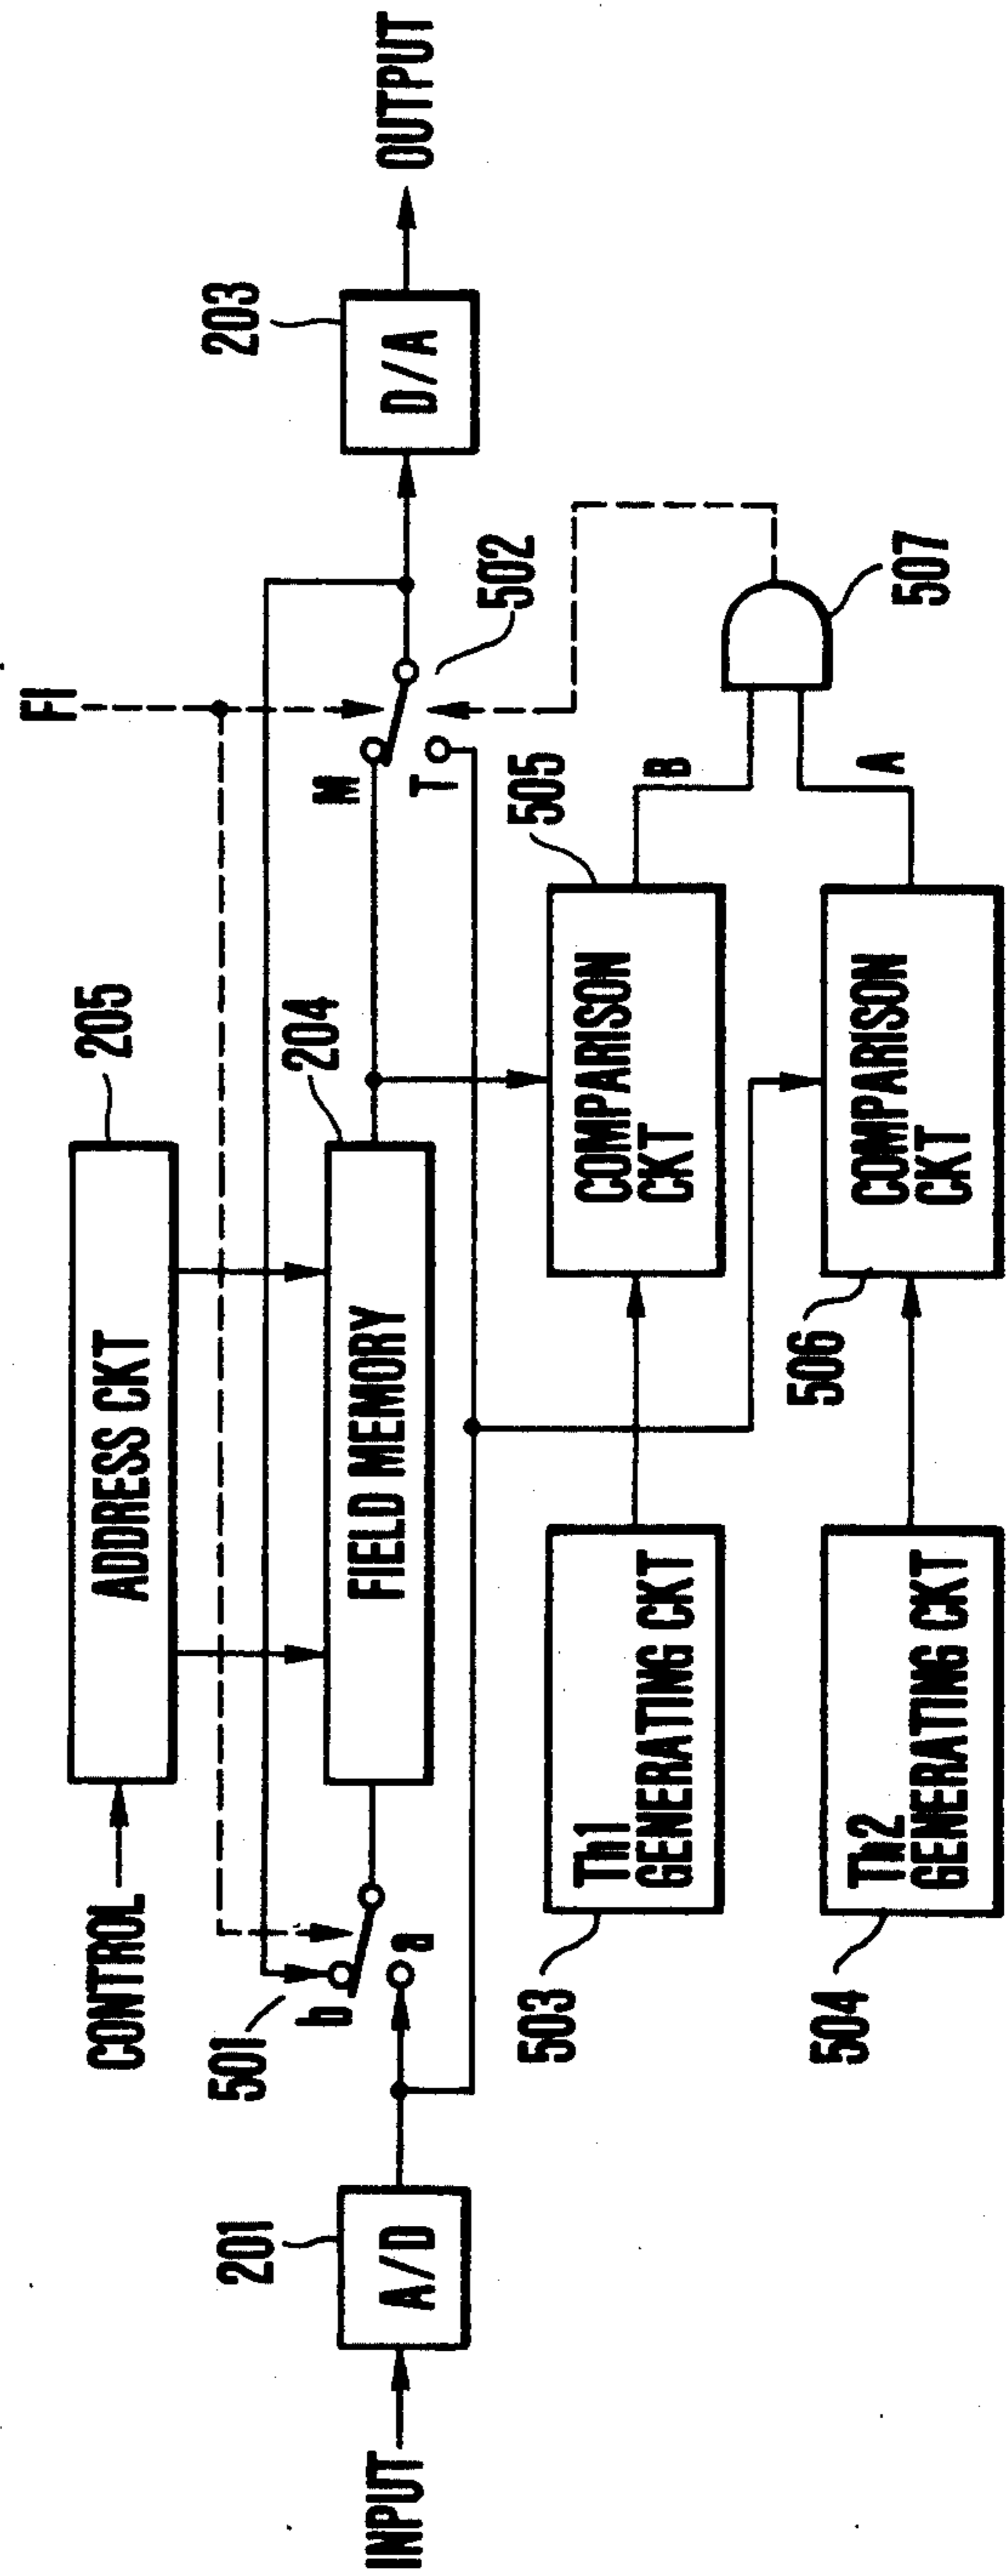 CONTROL
ADDRESS CKT
205
FI
INPUT
201
A/D
501
b
a
FIELD MEMORY
204
M
T
502
203
D/A
OUTPUT
503
Th1
GENERATING CKT
COMPARISON
CKT
505
B
504
Th2
GENERATING CKT
506
COMPARISON
CKT
A
507